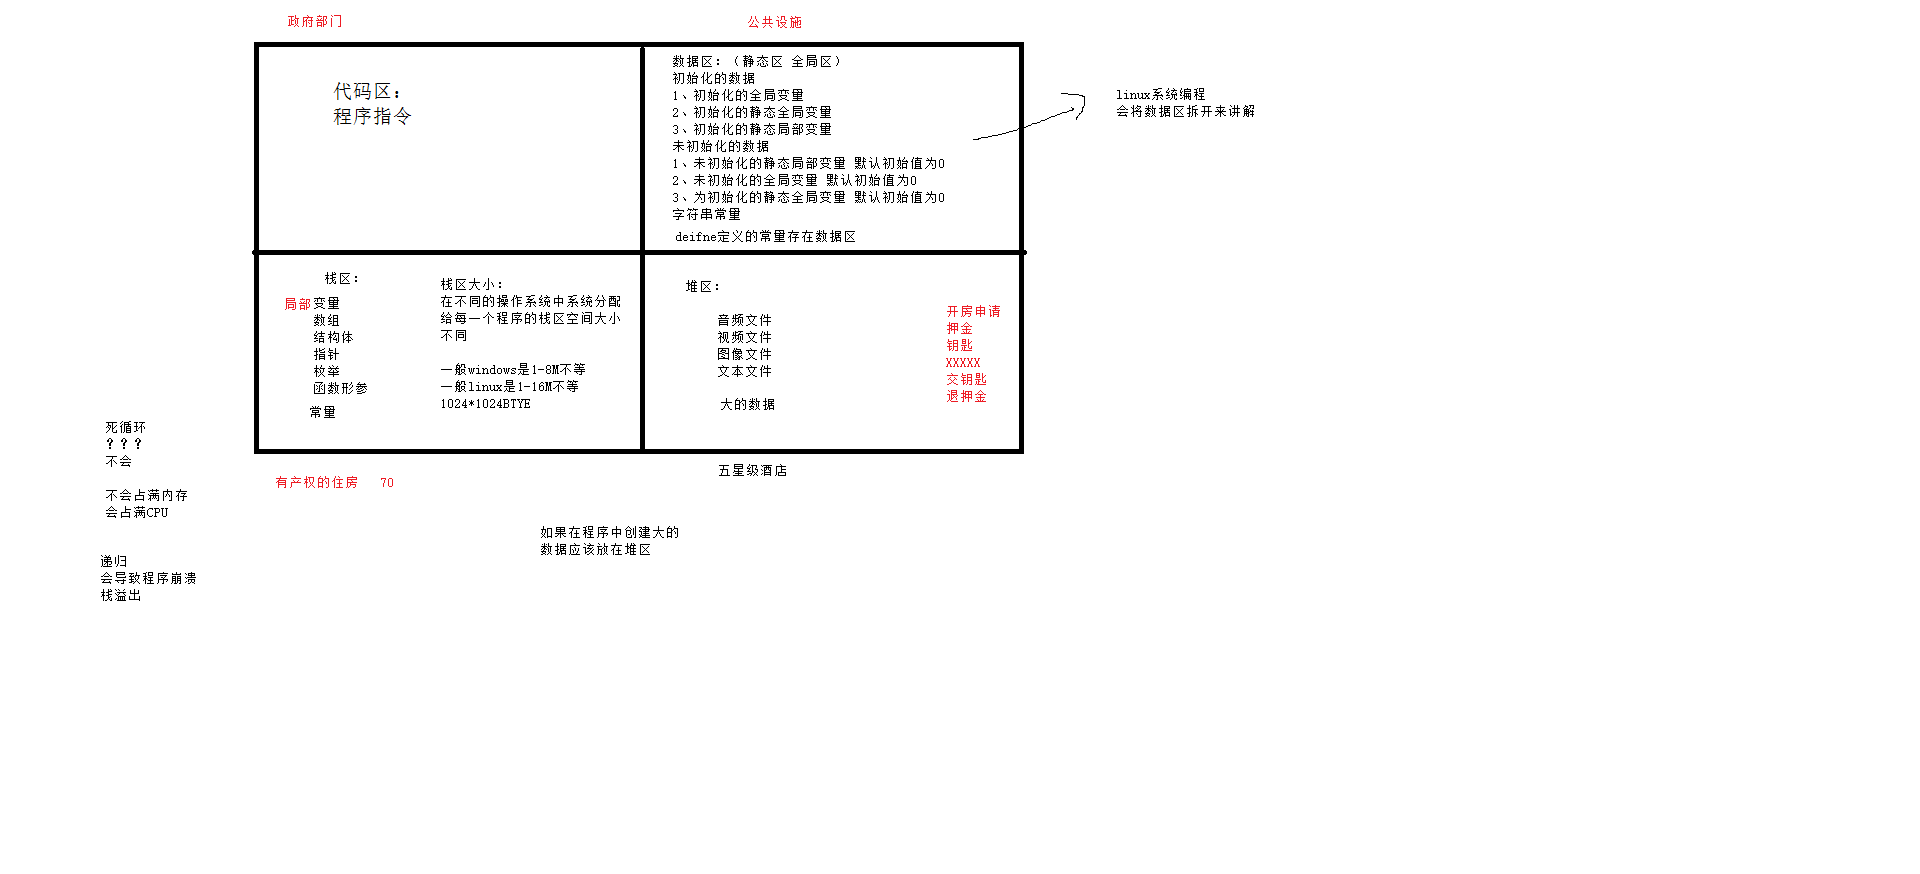 政府部门
公共设施
代码区：
程序指令
数据区：（静态区 全局区）
初始化的数据
1、初始化的全局变量
2、初始化的静态全局变量
3、初始化的静态局部变量
未初始化的数据
1、未初始化的静态局部变量 默认初始值为0
2、未初始化的全局变量 默认初始值为0
3、为初始化的静态全局变量 默认初始值为0
字符串常量
deifne定义的常量存在数据区
linux系统编程
会将数据区拆开来讲解
栈区：
局部变量
数组
结构体
指针
枚举
函数形参
常量
栈区大小：
在不同的操作系统中系统分配
给每一个程序的栈区空间大小
不同
一般windows是1-8M不等
一般linux是1-16M不等
1024*1024BTYE
堆区：
音频文件
视频文件
图像文件
文本文件
大的数据
开房申请
押金
钥匙
XXXXX
交钥匙
退押金
死循环
？？？
不会
不会占满内存
会占满CPU
递归
会导致程序崩溃
栈溢出
有产权的住房 70
五星级酒店
如果在程序中创建大的
数据应该放在堆区